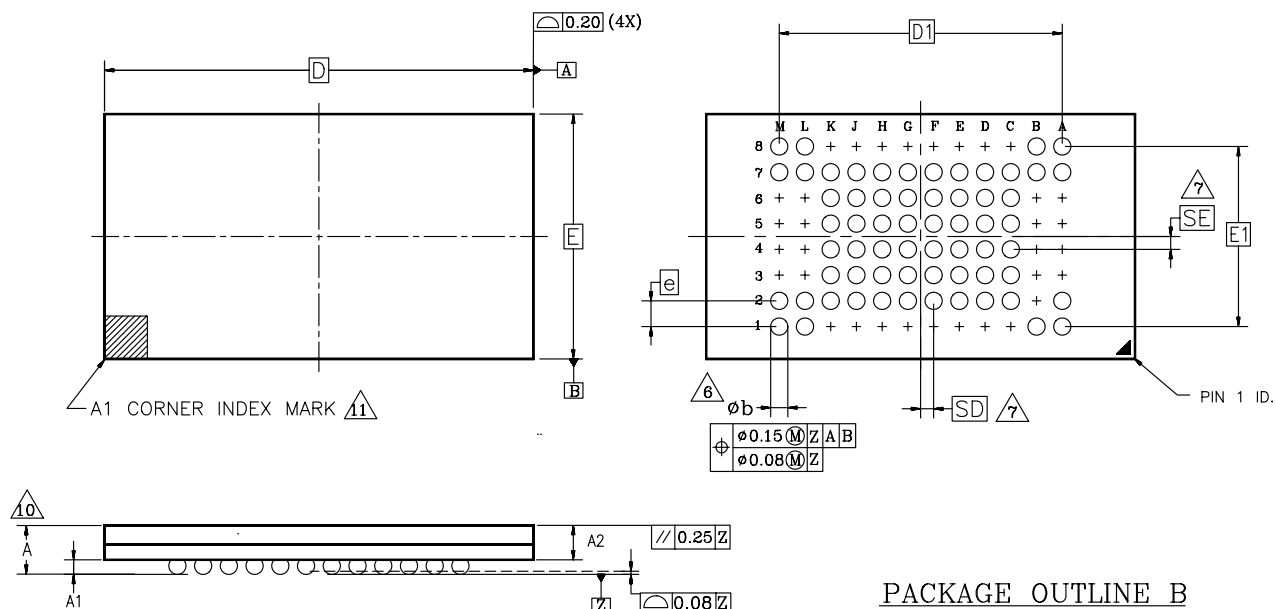 0.20 (4X)
D
A
E
B
A1 CORNER INDEX MARK 11
D1
M L K J H G F E D C B A
8
7
6
5
4
3
2
1
7
SE
E1
e
6
øb
SD 7
ø0.15 M Z A B
ø0.08 M Z
PIN 1 ID.
10
A
A1
A2
// 0.25 Z
Z
0.08 Z
PACKAGE OUTLINE B